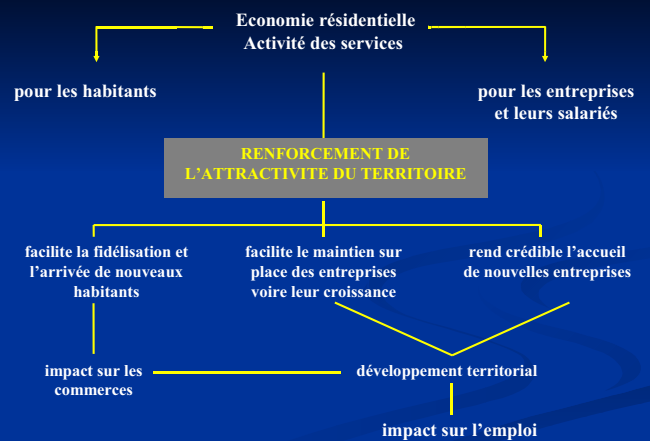 Economie résidentielle
Activité des services
pour les habitants
pour les entreprises
et leurs salariés
RENFORCEMENT DE
L'ATTRACTIVITE DU TERRITOIRE
facilite la fidélisation et
l'arrivée de nouveaux
habitants
facilite le maintien sur
place des entreprises
voire leur croissance
rend crédible l'accueil
de nouvelles entreprises
impact sur les
commerces
développement territorial
impact sur l'emploi